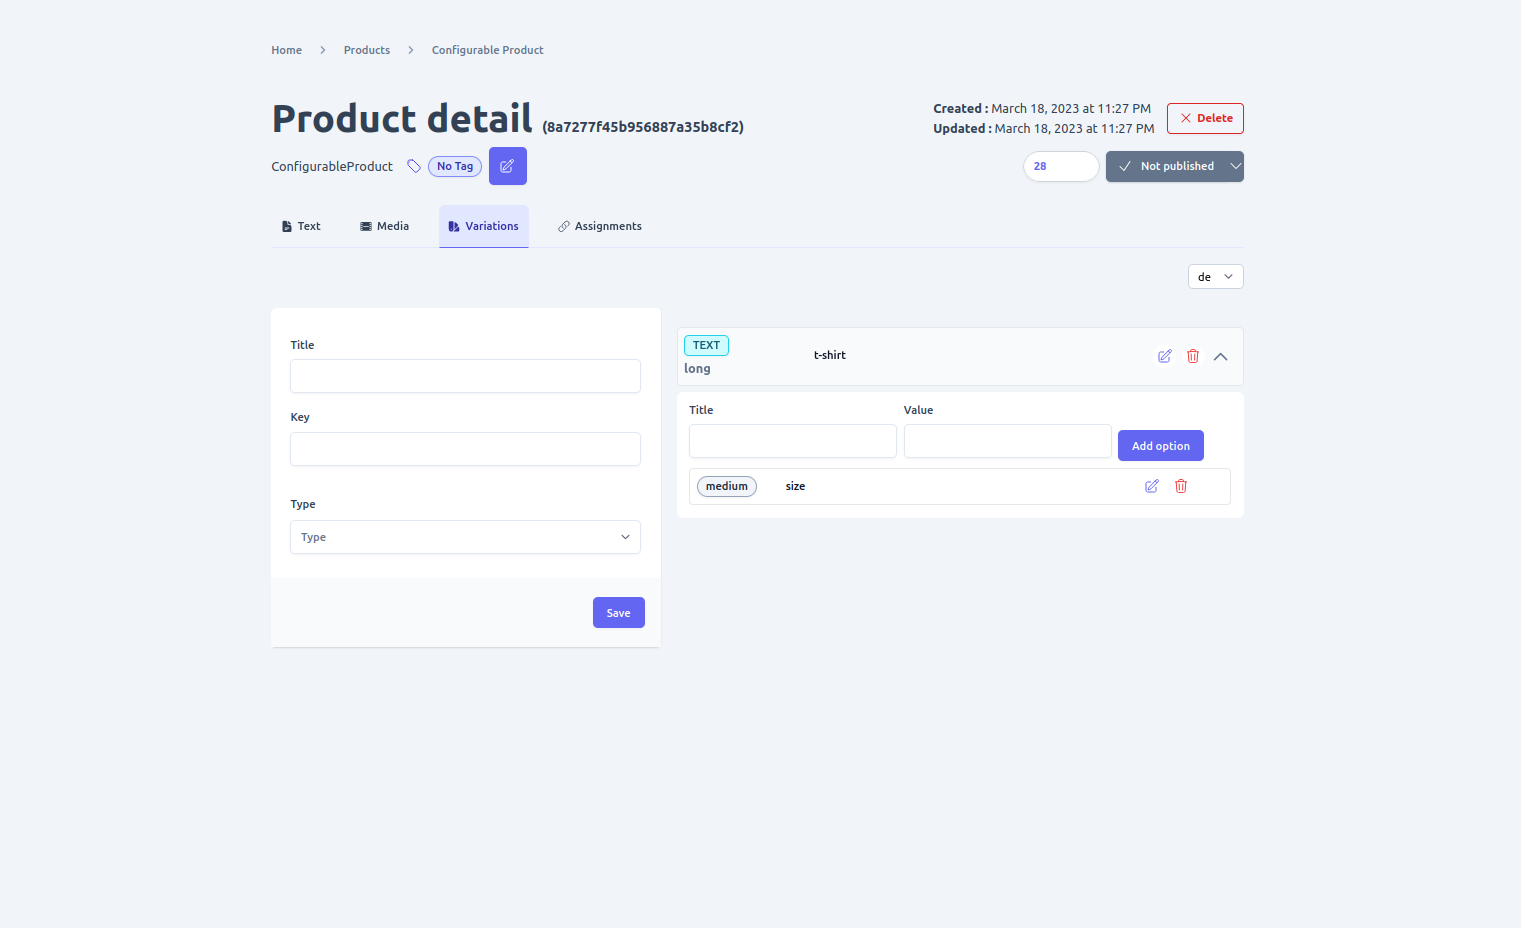 Home
Products
Configurable Product
Product detail (8a7277f45b956887a35b8cf2)
Created : March 18, 2023 at 11:27 PM
Updated : March 18, 2023 at 11:27 PM
Delete
ConfigurableProduct
No Tag
28
Not published
Text
Media
Variations
Assignments
de
Title
Key
Type
Type
Save
TEXT
long
t-shirt
Title
Value
Add option
medium
size